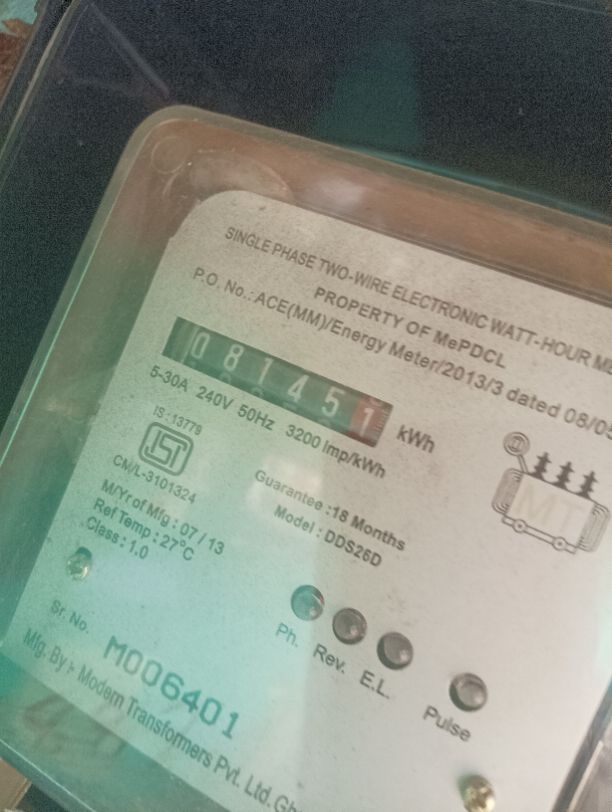 SINGLE PHASE TWO-WIRE ELECTRONIC WATT-HOUR
PROPERTY OF MePDCL
P.O. No.: ACE(MM)/Energy Meter/2013/3 dated
081451 kWh
5-30A 240V 50Hz 3200 Imp/kWh
IS : 13779
CM/L-3101324
Guarantee :18 Months
M/Yr of Mfg : 07 / 13
Model : DDS26D
Ref Temp : 27°C
Class : 1.0
MT
Ph. Rev. E.L. Pulse
Sr. No. M006401
Mfg. By :- Modern Transformers Pvt. Ltd.